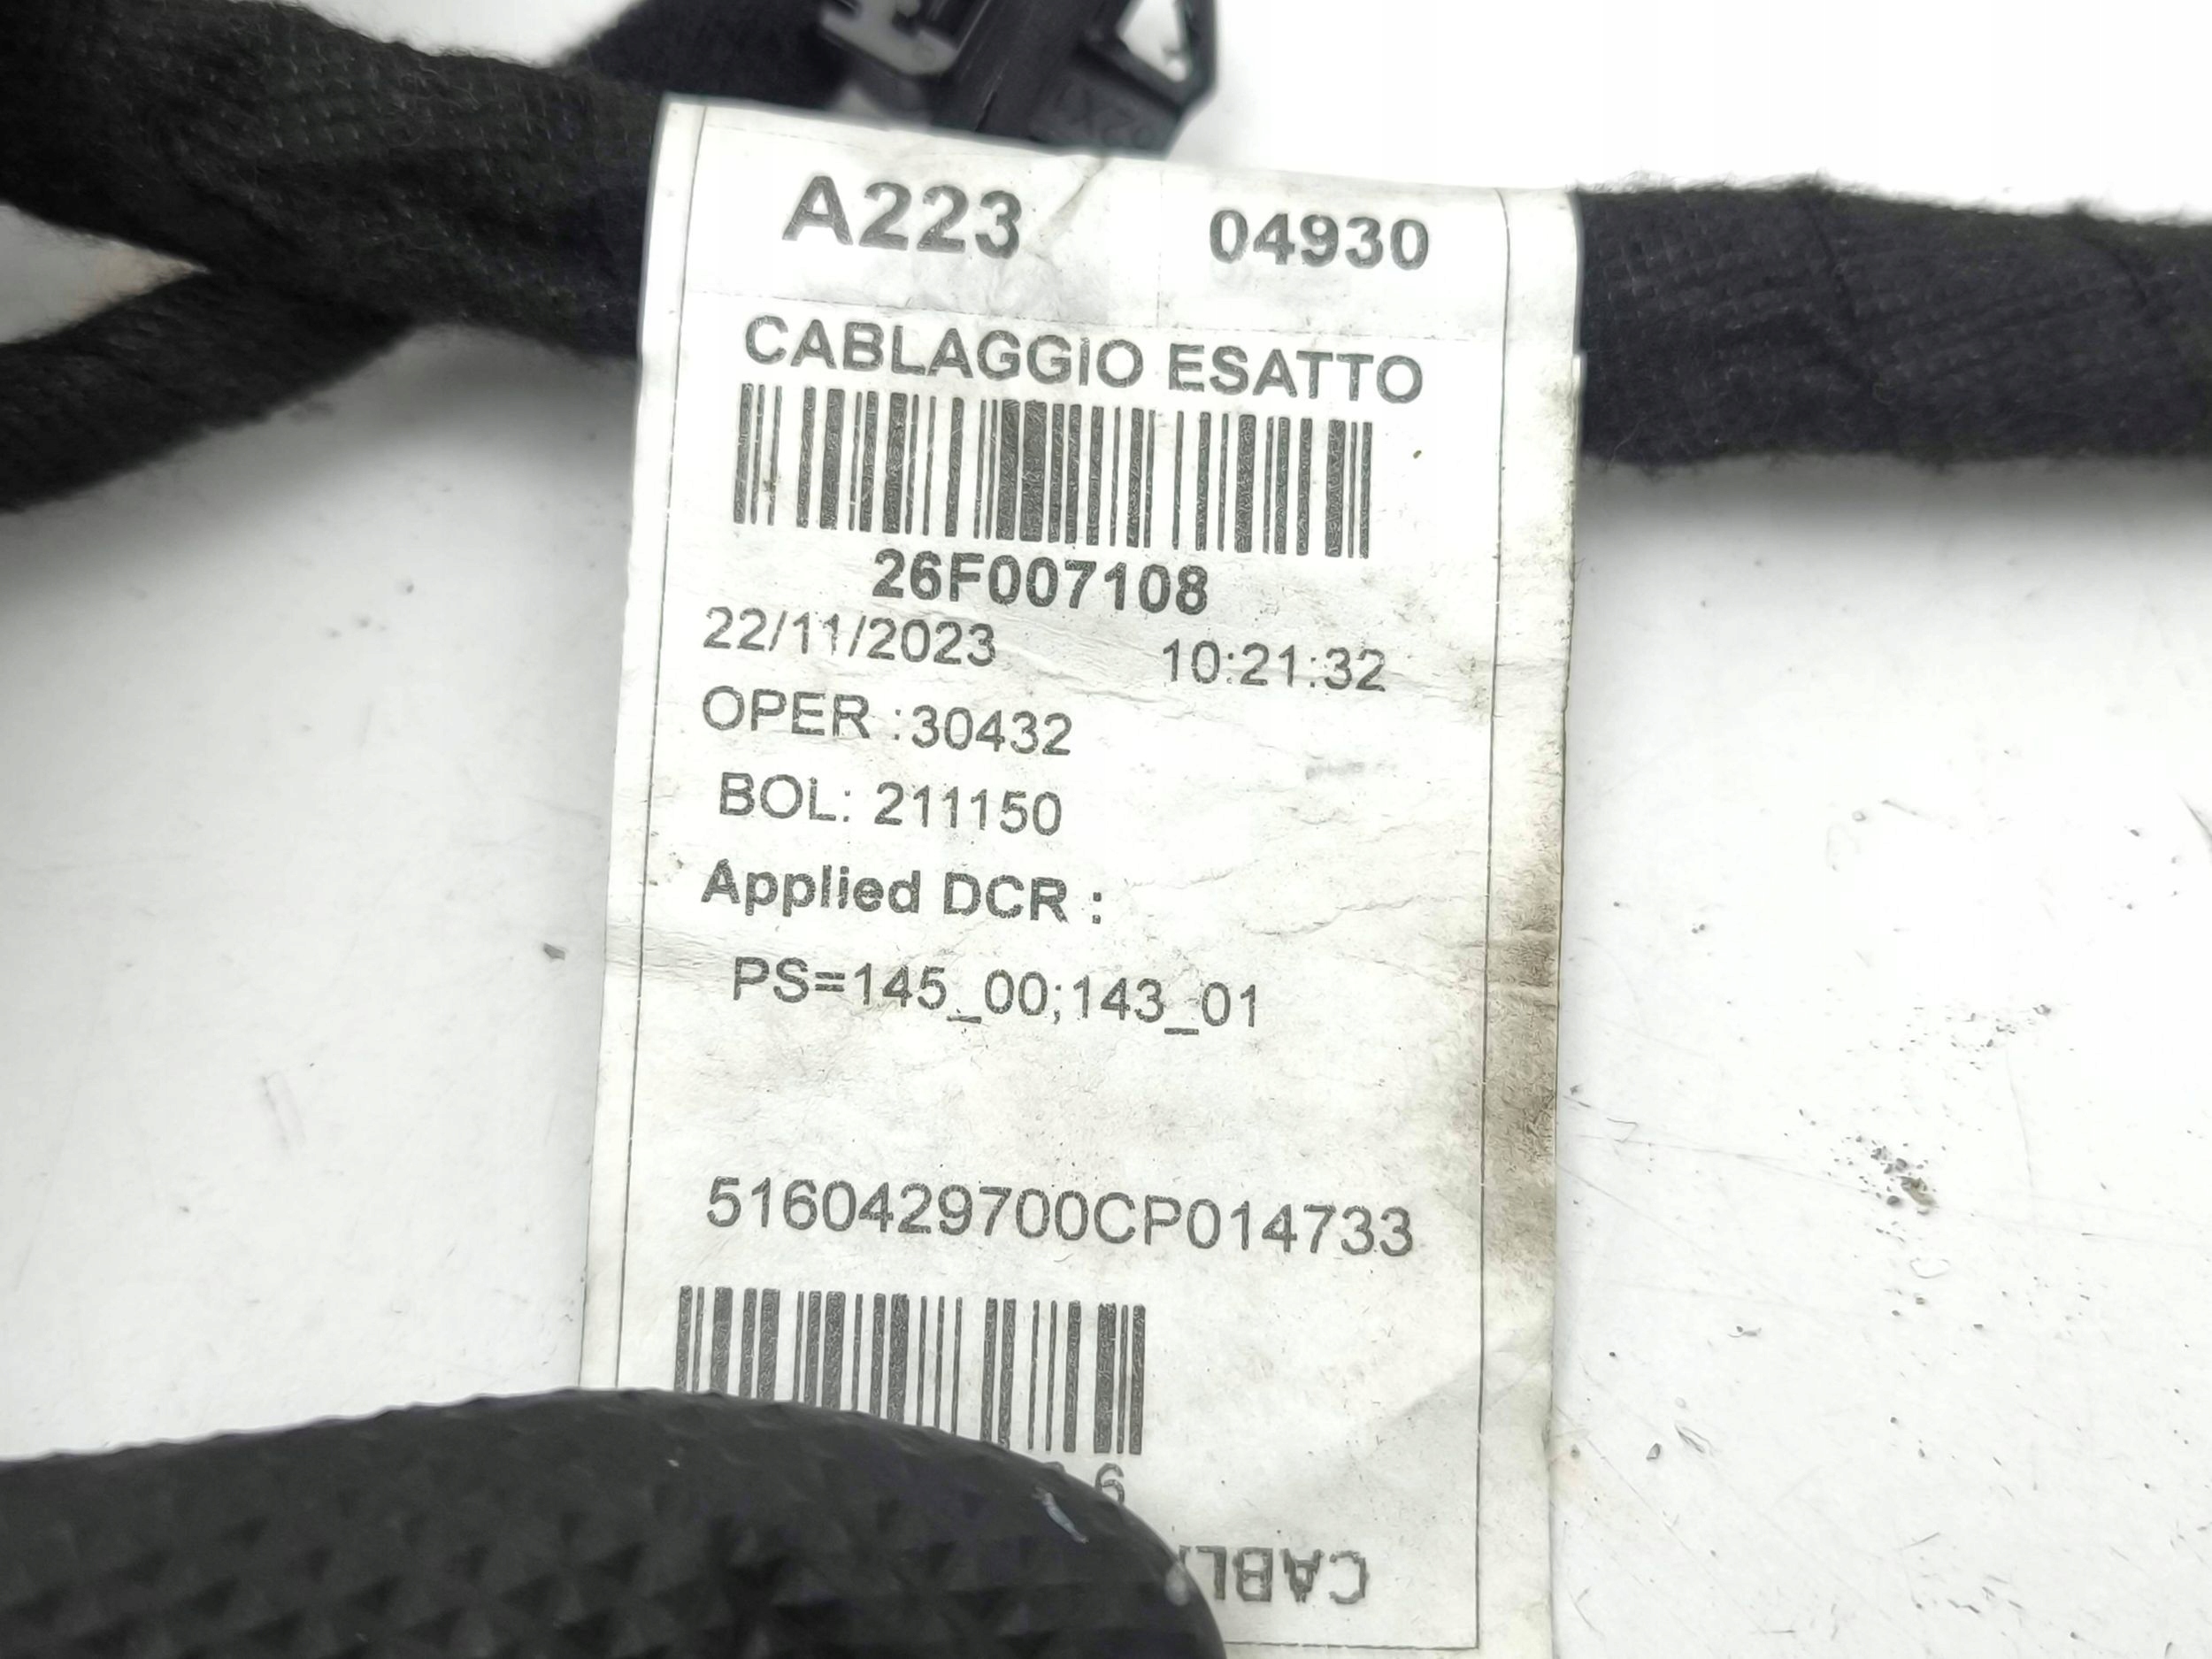 A223 04930
CABLAGGIO ESATTO
26F007108
22/11/2023 10:21:32
OPER :30432
BOL: 211150
Applied DCR :
PS=145_00;143_01
5160429700CP014733